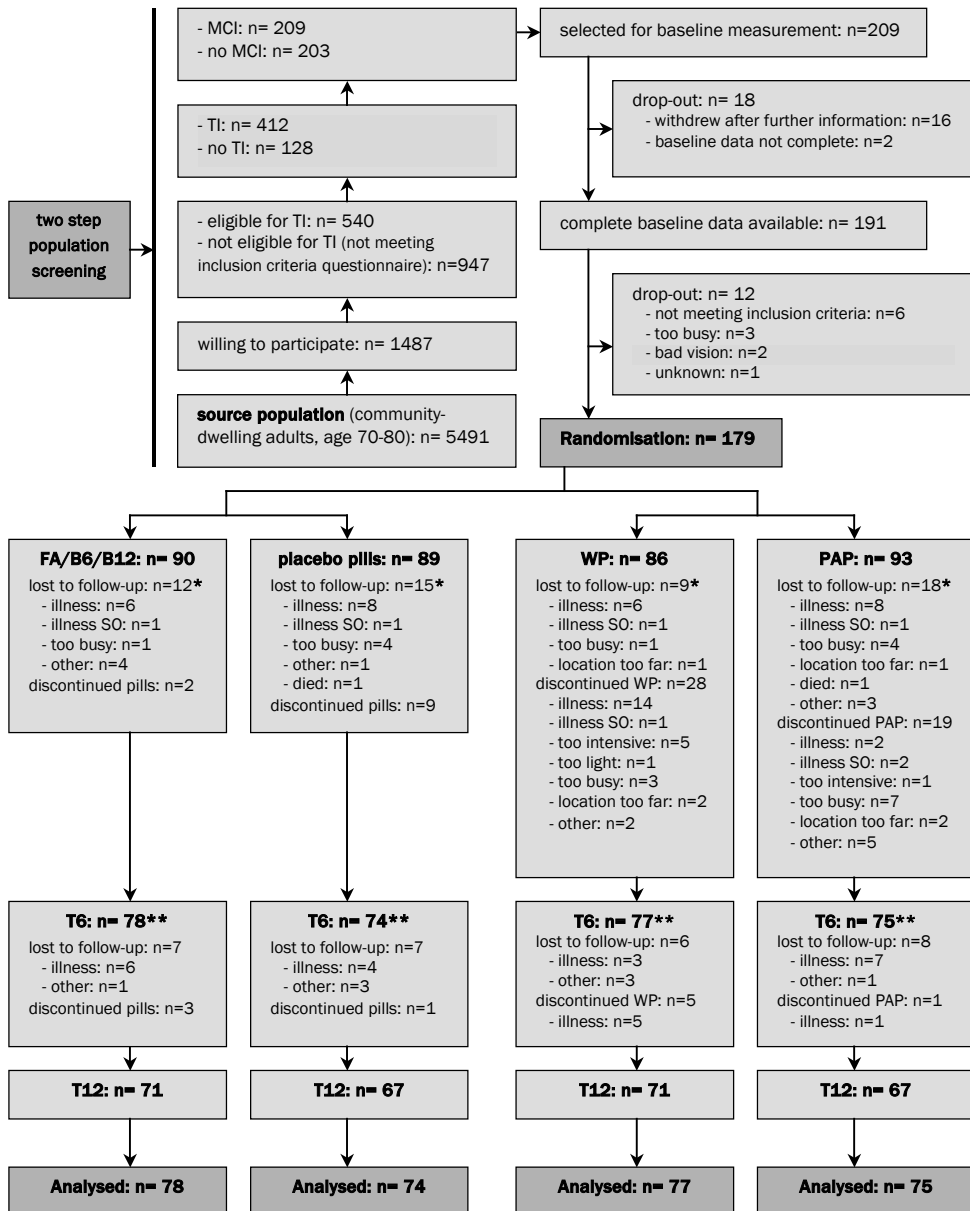 two step
population
screening
- MCI: n= 209
- no MCI: n= 203
- TI: n= 412
- no TI: n= 128
- eligible for TI: n= 540
- not eligible for TI (not meeting
inclusion criteria questionnaire): n=947
willing to participate: n= 1487
source population (community-
dwelling adults, age 70-80): n= 5491
selected for baseline measurement: n=209
drop-out: n= 18
- withdrew after further information: n=16
- baseline data not complete: n=2
complete baseline data available: n= 191
drop-out: n= 12
- not meeting inclusion criteria: n=6
- too busy: n=3
- bad vision: n=2
- unknown: n=1
Randomisation: n= 179
FA/B6/B12: n= 90
lost to follow-up: n=12*
- illness: n=6
- illness SO: n=1
- too busy: n=1
- other: n=4
discontinued pills: n=2
placebo pills: n= 89
lost to follow-up: n=15*
- illness: n=8
- illness SO: n=1
- too busy: n=4
- other: n=1
- died: n=1
discontinued pills: n=9
WP: n= 86
lost to follow-up: n=9*
- illness: n=6
- illness SO: n=1
- too busy: n=1
- location too far: n=1
discontinued WP: n=28
- illness: n=14
- illness SO: n=1
- too intensive: n=5
- too light: n=1
- too busy: n=3
- location too far: n=2
- other: n=2
PAP: n= 93
lost to follow-up: n=18*
- illness: n=8
- illness SO: n=1
- too busy: n=4
- location too far: n=1
- died: n=1
- other: n=3
discontinued PAP: n=19
- illness: n=2
- illness SO: n=2
- too intensive: n=1
- too busy: n=7
- location too far: n=2
- other: n=5
T6: n= 78**
lost to follow-up: n=7
- illness: n=6
- other: n=1
discontinued pills: n=3
T6: n= 74**
lost to follow-up: n=7
- illness: n=4
- other: n=3
discontinued pills: n=1
T6: n= 77**
lost to follow-up: n=6
- illness: n=3
- other: n=3
discontinued WP: n=5
- illness: n=5
T6: n= 75**
lost to follow-up: n=8
- illness: n=7
- other: n=1
discontinued PAP: n=1
- illness: n=1
T12: n= 71
T12: n= 67
T12: n= 71
T12: n= 67
Analysed: n= 78
Analysed: n= 74
Analysed: n= 77
Analysed: n= 75